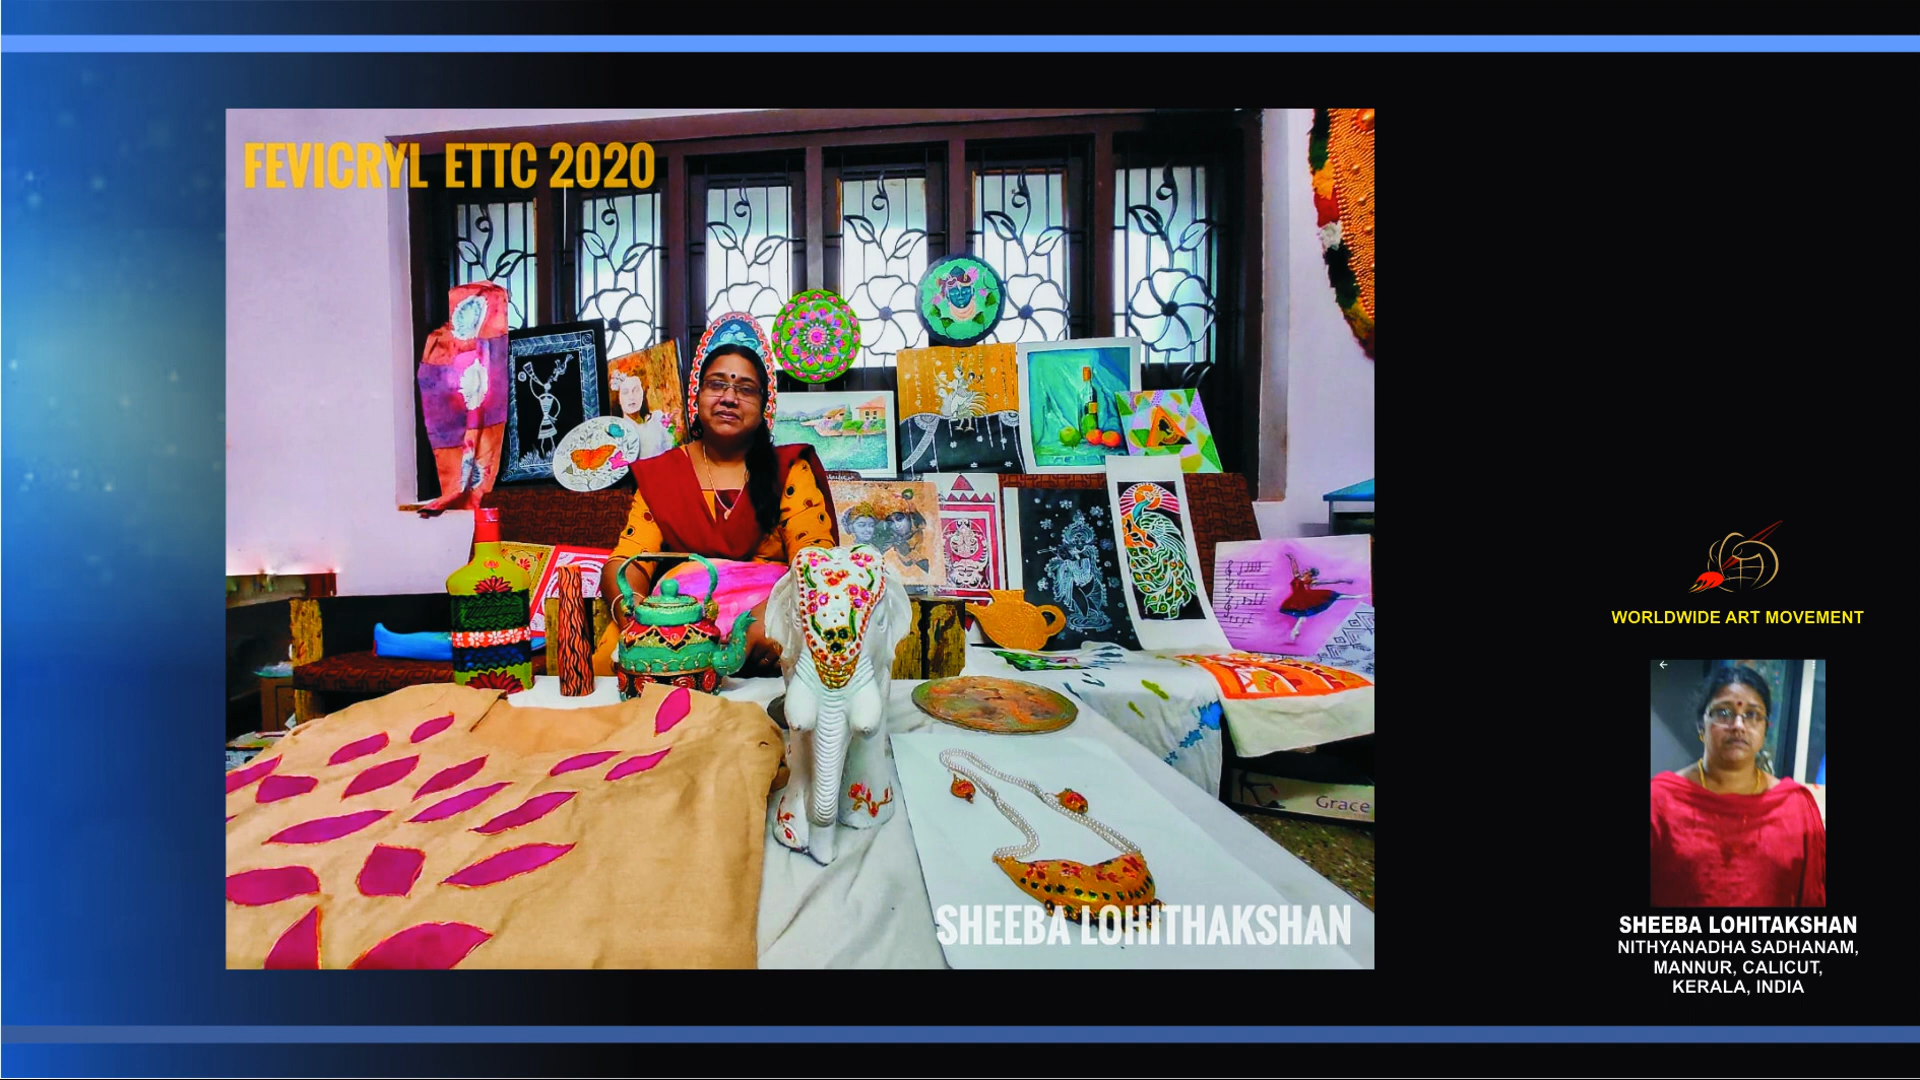 FEVICRYL ETTC 2020
Grace
SHEEBA LOHITHAKSHAN
WORLDWIDE ART MOVEMENT
SHEEBA LOHITAKSHAN
NITHYANADHA SADHANAM,
MANNUR, CALICUT,
KERALA, INDIA